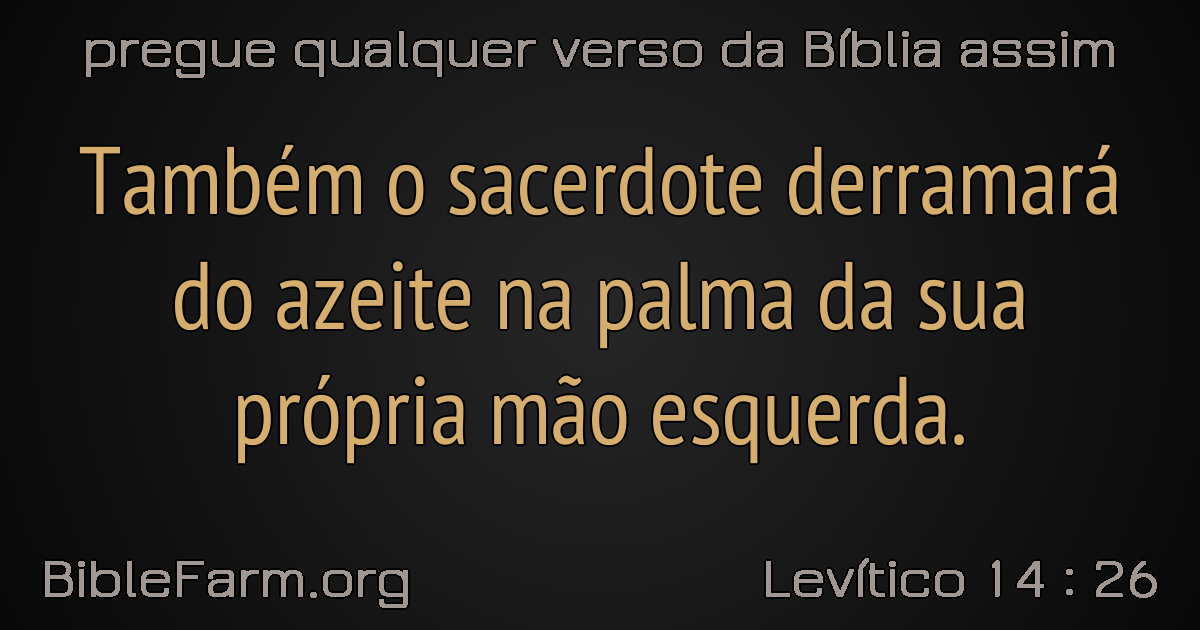 pregue qualquer verso da Bíblia assim
Também o sacerdote derramará
do azeite na palma da sua
própria mão esquerda.
BibleFarm.org
Levítico 14 : 26